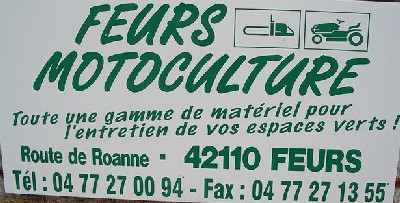 FEURS
MOTOCULTURE
Toute une gamme de matériel pour
l'entretien de vos espaces verts !
Route de Roanne - 42110 FEURS
Tél : 04 77 27 00 94 - Fax : 04 77 27 13 55